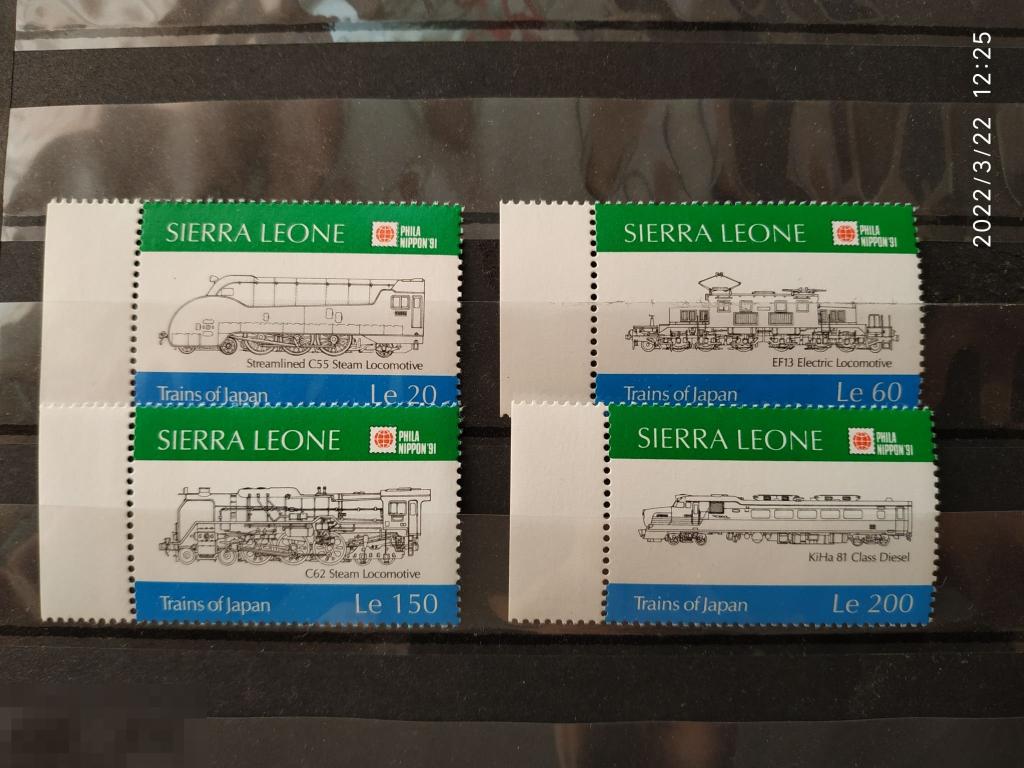 2022/3/22 12:25
SIERRA LEONE
PHILA
NIPPON'91
Streamlined C55 Steam Locomotive
Trains of Japan Le 20
SIERRA LEONE
PHILA
NIPPON'91
EF13 Electric Locomotive
Trains of Japan Le 60
SIERRA LEONE
PHILA
NIPPON'91
C62 Steam Locomotive
Trains of Japan Le 150
SIERRA LEONE
PHILA
NIPPON'91
KiHa 81 Class Diesel
Trains of Japan Le 200